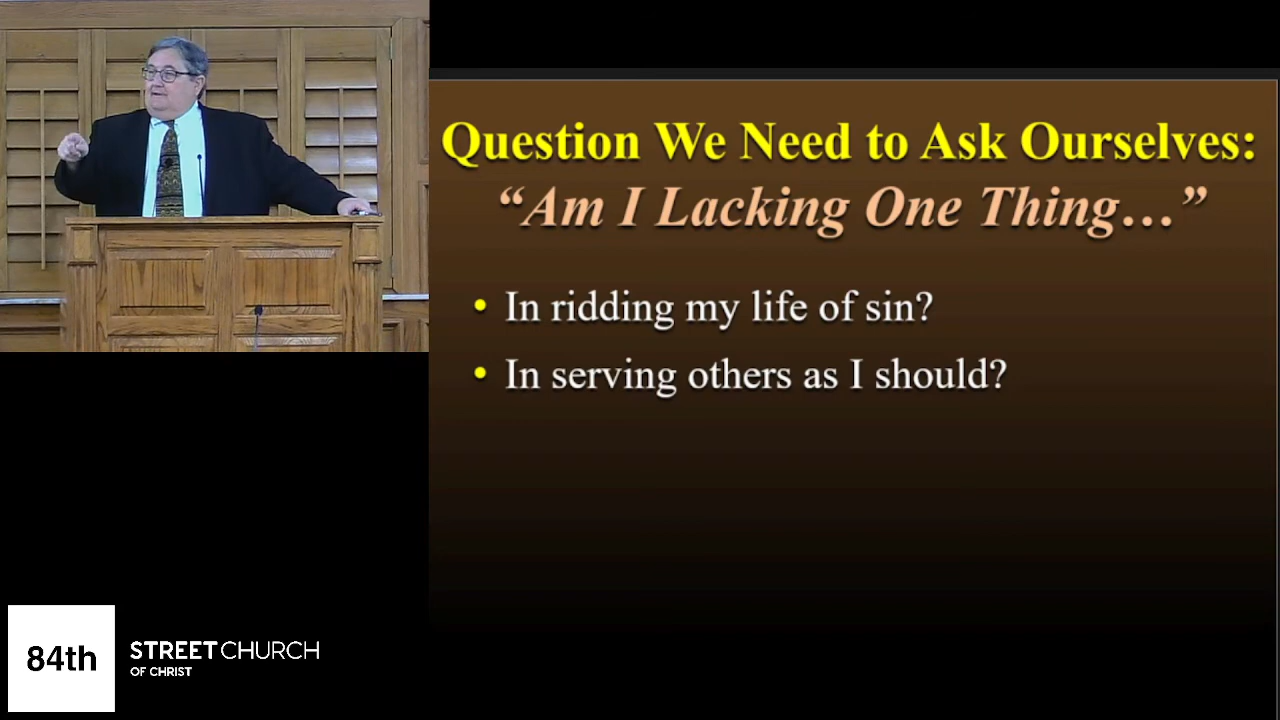 Question We Need to Ask Ourselves:
“Am I Lacking One Thing…”
• In ridding my life of sin?
• In serving others as I should?
84th
STREET CHURCH
OF CHRIST